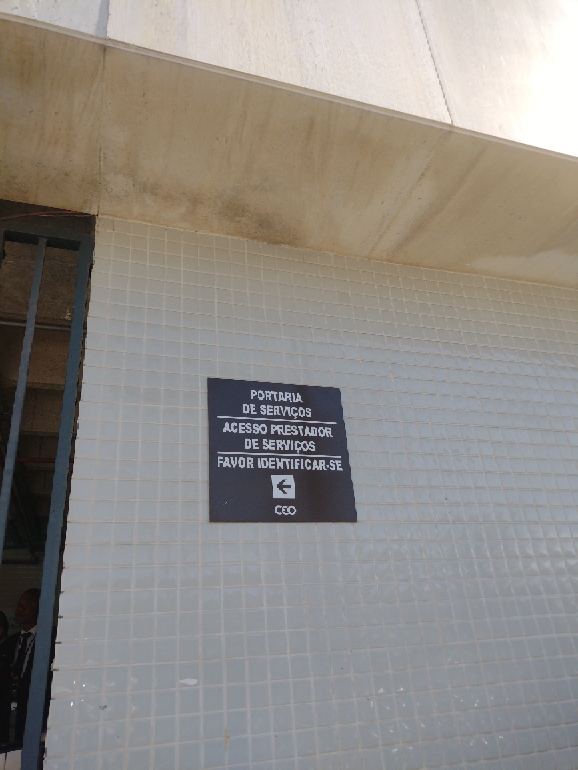 PORTARIA
DE SERVIÇOS
ACESSO PRESTADOR
DE SERVIÇOS
FAVOR IDENTIFICAR-SE
CEO